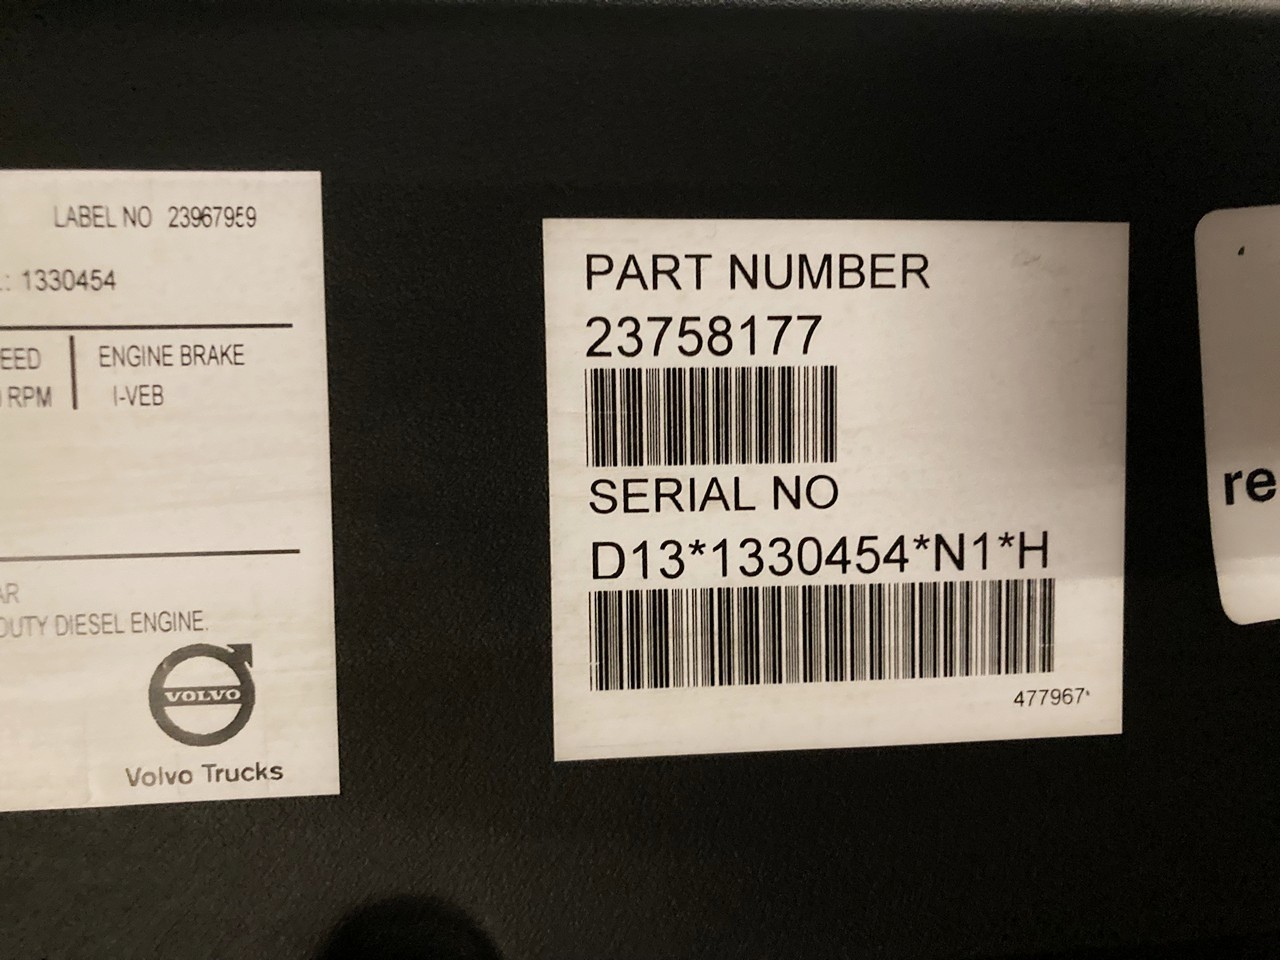 LABEL NO 23967959
.: 1330454
EED
ENGINE BRAKE
RPM
I-VEB
AR
DUTY DIESEL ENGINE.
VOLVO
Volvo Trucks
PART NUMBER
23758177
SERIAL NO
D13*1330454*N1*H
477967
re